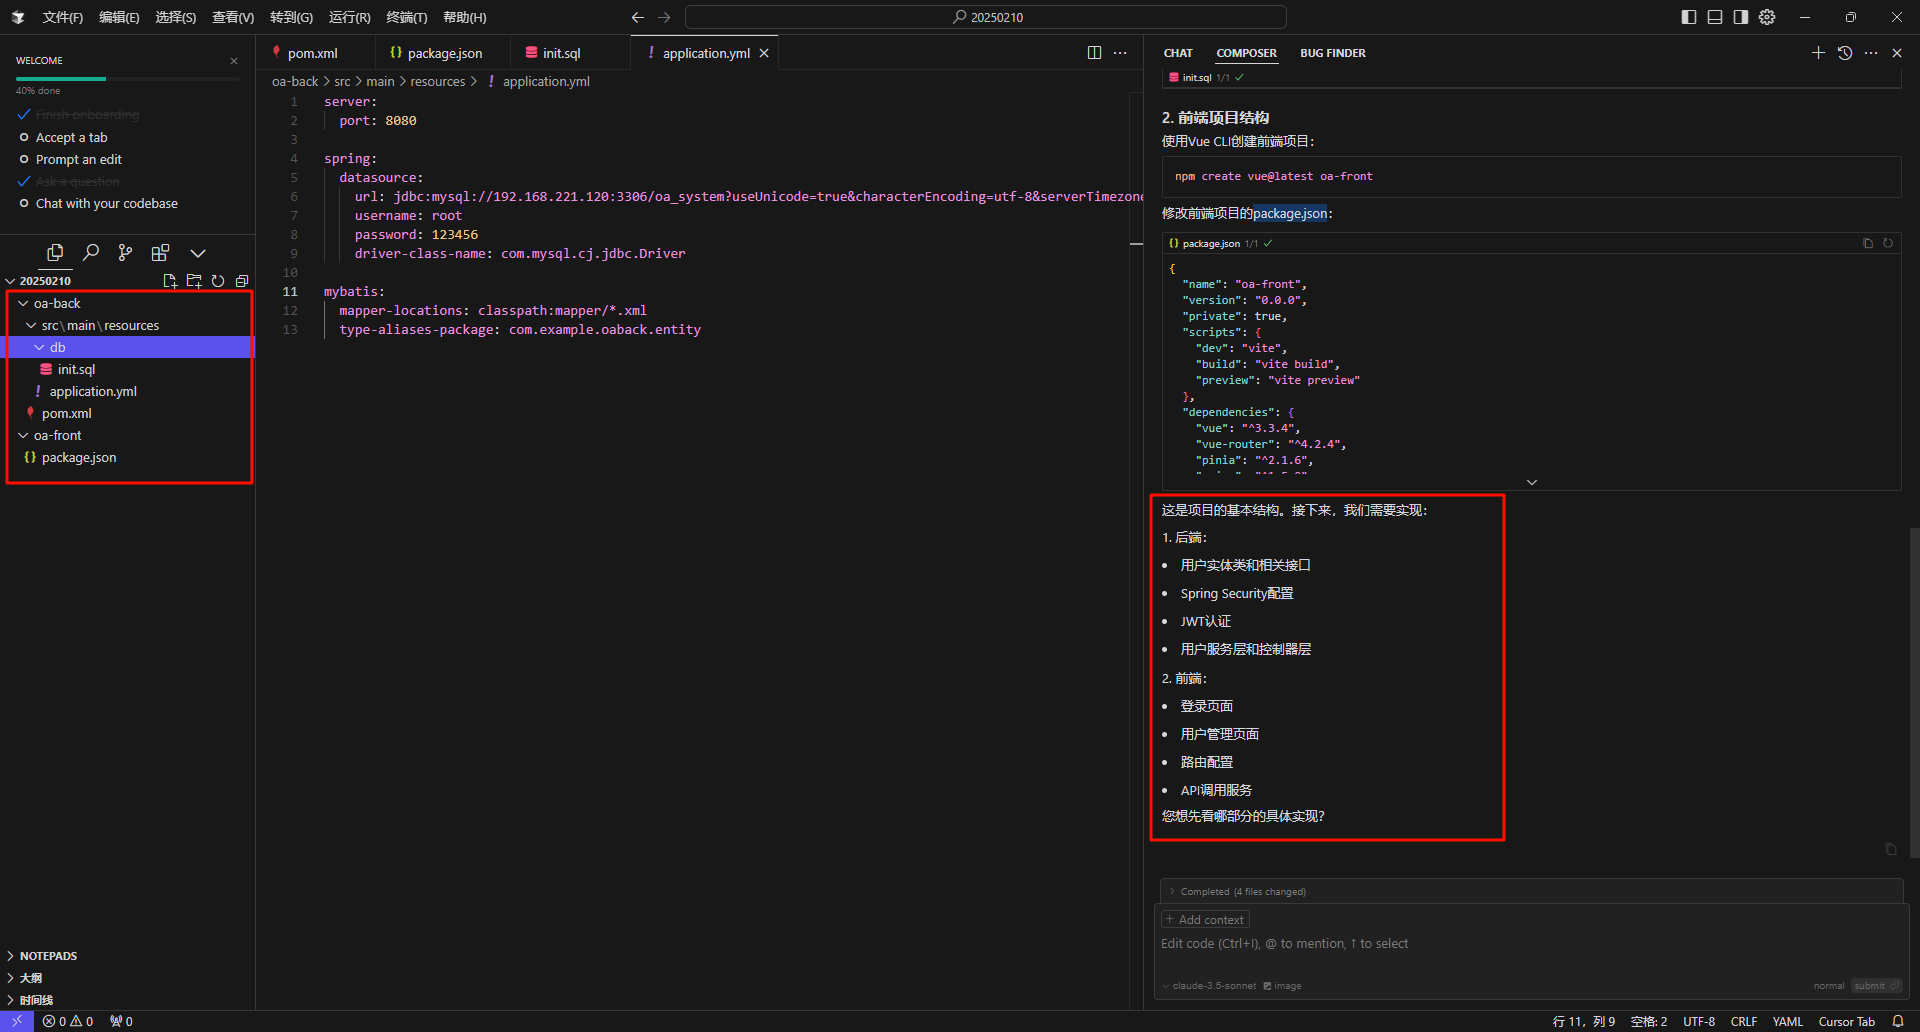 文件(F) 编辑(E) 选择(S) 查看(V) 转到(G) 运行(R) 终端(T) 帮助(H) 20250210
WELCOME
40% done
Finish onboarding
Accept a tab
Prompt an edit
Ask a question
Chat with your codebase
20250210
oa-back
src\main\resources
db
init.sql
application.yml
pom.xml
oa-front
package.json
NOTEPADS
大纲
时间线
pom.xml package.json init.sql application.yml
oa-back > src > main > resources > application.yml
1 server:
2 port: 8080
3
4 spring:
5 datasource:
6 url: jdbc:mysql://192.168.221.120:3306/oa_system?useUnicode=true&characterEncoding=utf-8&serverTimezone
7 username: root
8 password: 123456
9 driver-class-name: com.mysql.cj.jdbc.Driver
10
11 mybatis:
12 mapper-locations: classpath:mapper/*.xml
13 type-aliases-package: com.example.oaback.entity
CHAT COMPOSER BUG FINDER
init.sql 1/1
2. 前端项目结构
使用Vue CLI创建前端项目：
npm create vue@latest oa-front
修改前端项目的package.json：
package.json 1/1
{
"name": "oa-front",
"version": "0.0.0",
"private": true,
"scripts": {
"dev": "vite",
"build": "vite build",
"preview": "vite preview"
},
"dependencies": {
"vue": "^3.3.4",
"vue-router": "^4.2.4",
"pinia": "^2.1.6",
这是项目的基本结构。接下来，我们需要实现：
1. 后端：
• 用户实体类和相关接口
• Spring Security配置
• JWT认证
• 用户服务层和控制器层
2. 前端：
• 登录页面
• 用户管理页面
• 路由配置
• API调用服务
您想先看哪部分的具体实现？
Completed (4 files changed)
+ Add context
Edit code (Ctrl+I), @ to mention, ↑ to select
claude-3.5-sonnet image normal submit
0 0 0 行 11，列 9 空格: 2 UTF-8 CRLF YAML Cursor Tab